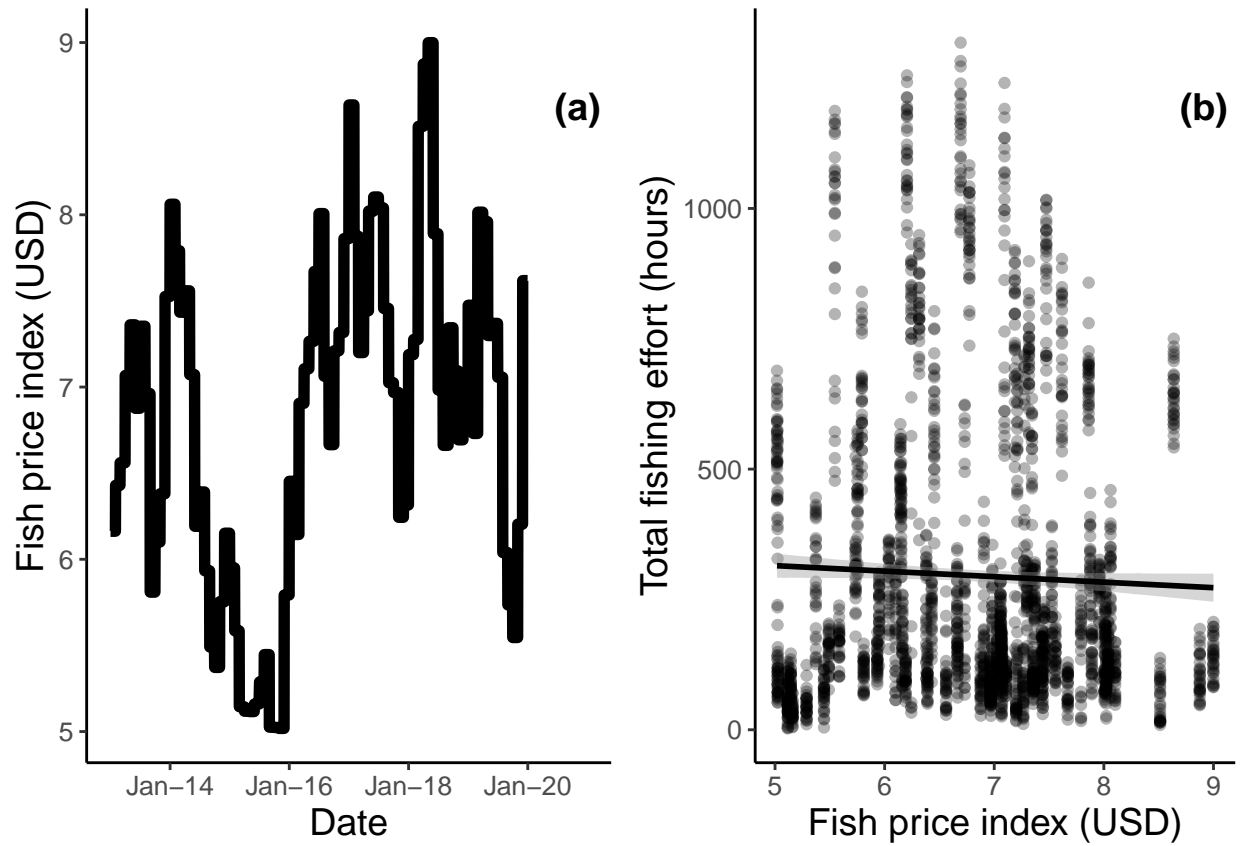 (a)
Fish price index (USD)
9
8
7
6
5
Jan−14 Jan−16 Jan−18 Jan−20
Date
(b)
Total fishing effort (hours)
1000
500
0
5 6 7 8 9
Fish price index (USD)